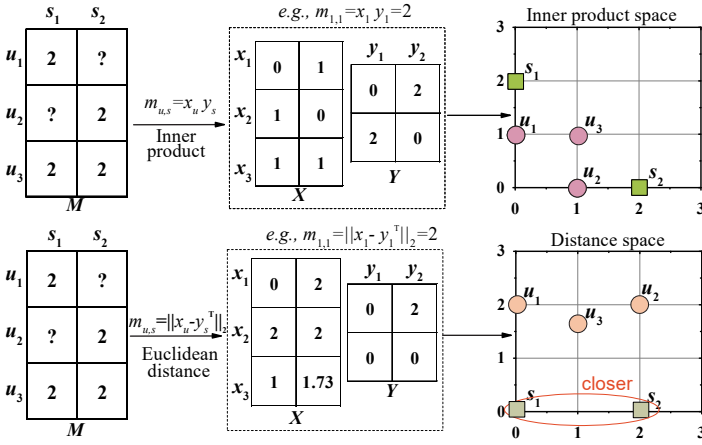 e.g., m1,1=x1 y1=2
Inner product space
s1 s2
u1 2 ?
u2 ? 2
u3 2 2
M
mu,s=xu ys
Inner
product
x1 0 1
x2 1 0
x3 1 1
X
y1 y2
0 2
2 0
Y
3
2
1
0
s1
u1
u3
u2
s2
0 1 2 3
e.g., m1,1=||x1- y1ᵀ||2=2
Distance space
s1 s2
u1 2 ?
u2 ? 2
u3 2 2
M
mu,s=||xu-ysᵀ||2
Euclidean
distance
x1 0 2
x2 2 2
x3 1 1.73
X
y1 y2
0 2
0 0
Y
3
2
1
0
u1
u2
u3
closer
s1
s2
0 1 2 3